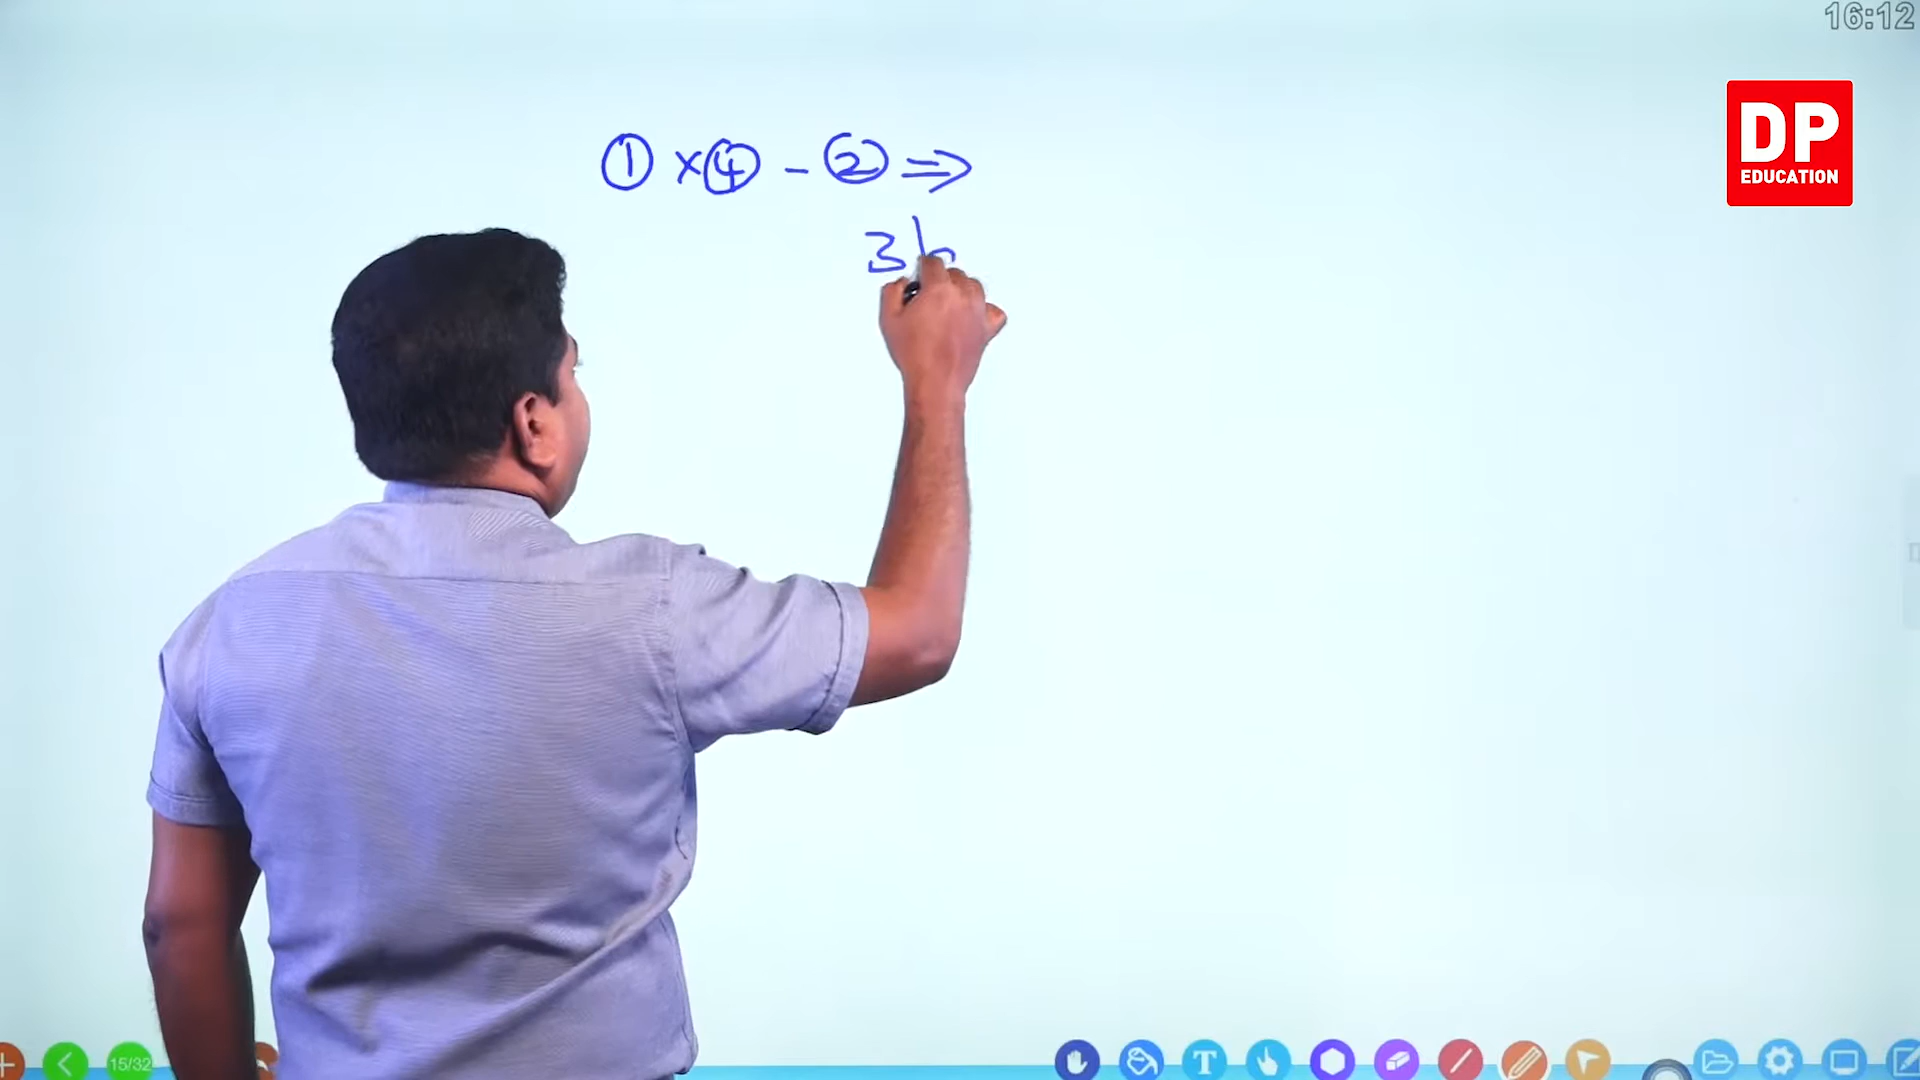 16:12
DP
EDUCATION
① ×④ - ② ⇒
3b
15/32
T